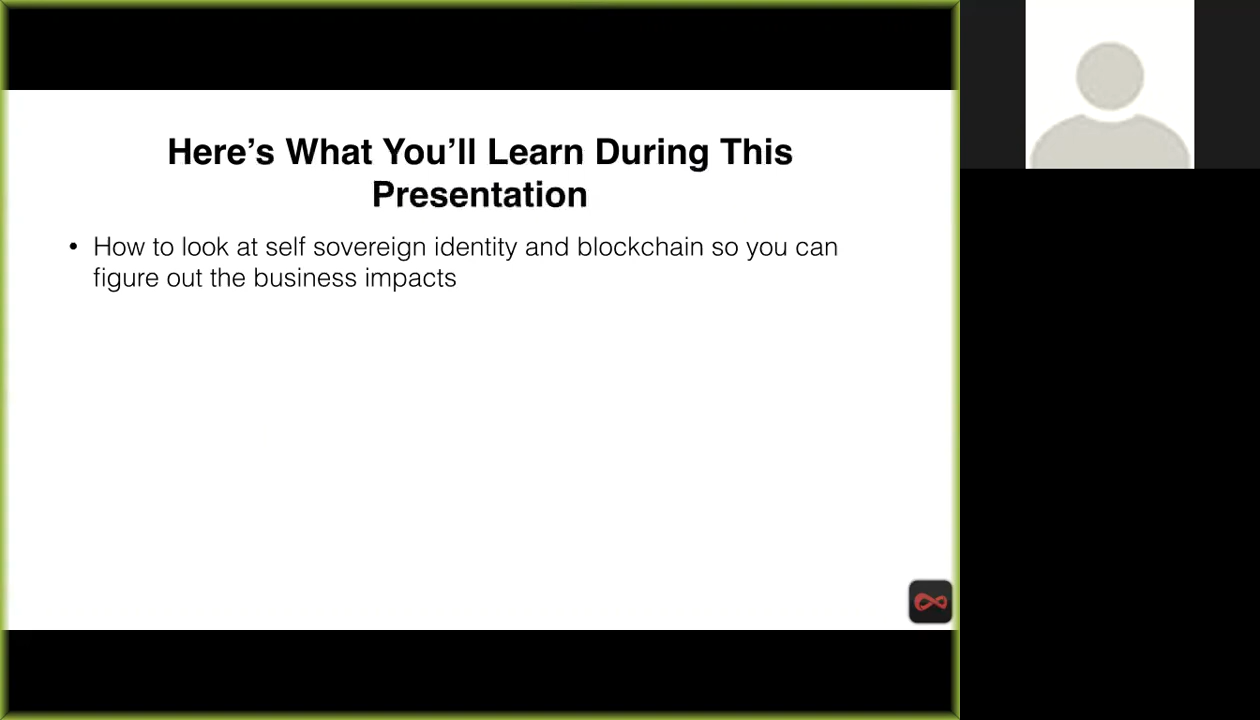 Here’s What You’ll Learn During This
Presentation
• How to look at self sovereign identity and blockchain so you can
figure out the business impacts